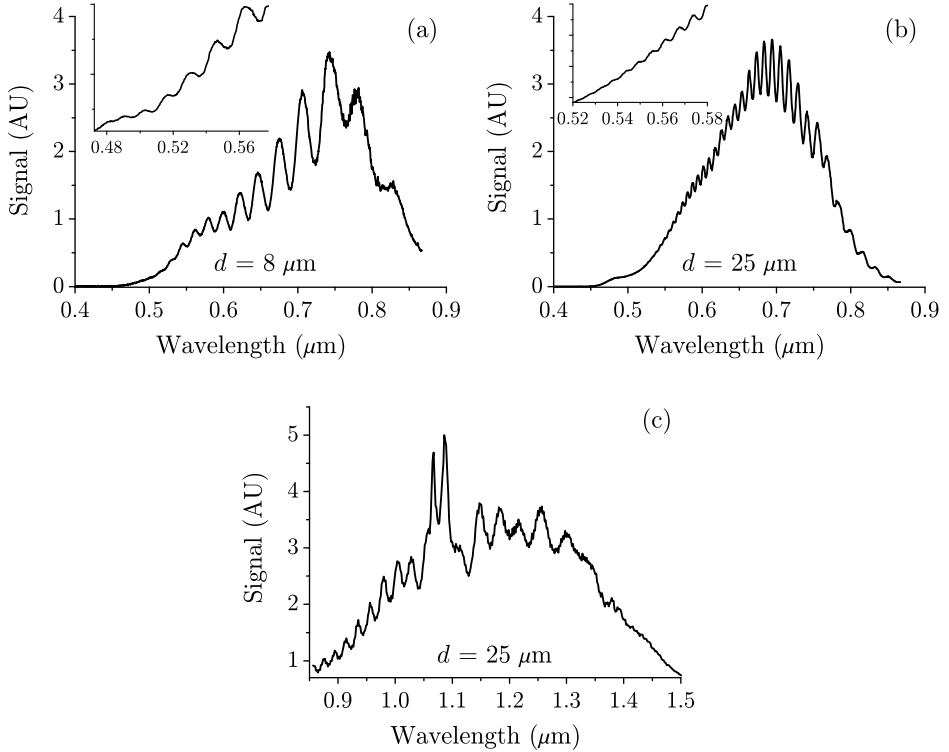 (a)
4
3
2
1
0
Signal (AU)
0.48 0.52 0.56
d = 8 μm
0.4 0.5 0.6 0.7 0.8 0.9
Wavelength (μm)
(b)
4
3
2
1
0
Signal (AU)
0.52 0.54 0.56 0.58
d = 25 μm
0.4 0.5 0.6 0.7 0.8 0.9
Wavelength (μm)
(c)
5
4
3
2
1
Signal (AU)
d = 25 μm
0.9 1.0 1.1 1.2 1.3 1.4 1.5
Wavelength (μm)